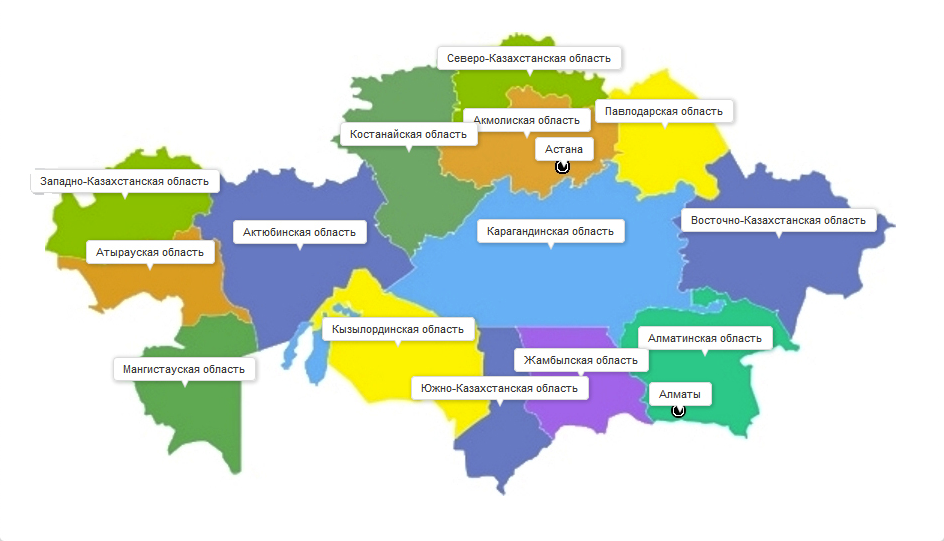 Северо-Казахстанская область
Павлодарская область
Акмолиская область
Костанайская область
Астана
Западно-Казахстанская область
Восточно-Казахстанская область
Актюбинская область
Карагандинская область
Атырауская область
Кызылординская область
Алматинская область
Жамбылская область
Мангистауская область
Южно-Казахстанская область
Алматы